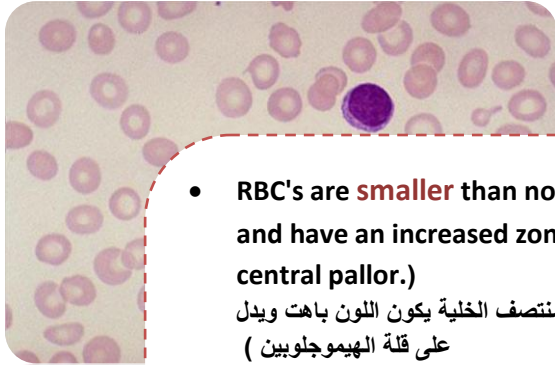 • RBC's are smaller than no
and have an increased zon
central pallor.)
منتصف الخلية يكون اللون باهت ويدل
على قلة الهيموجلوبين )